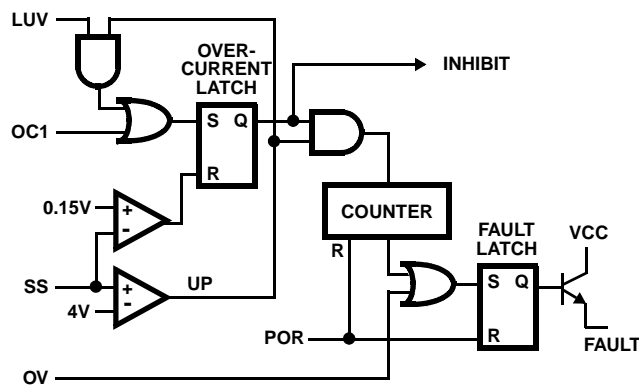 LUV
OVER-
CURRENT
LATCH
INHIBIT
OC1
S Q
R
0.15V
+
-
COUNTER
R
FAULT
LATCH
VCC
SS
+
-
4V
UP
S Q
R
POR
FAULT
OV